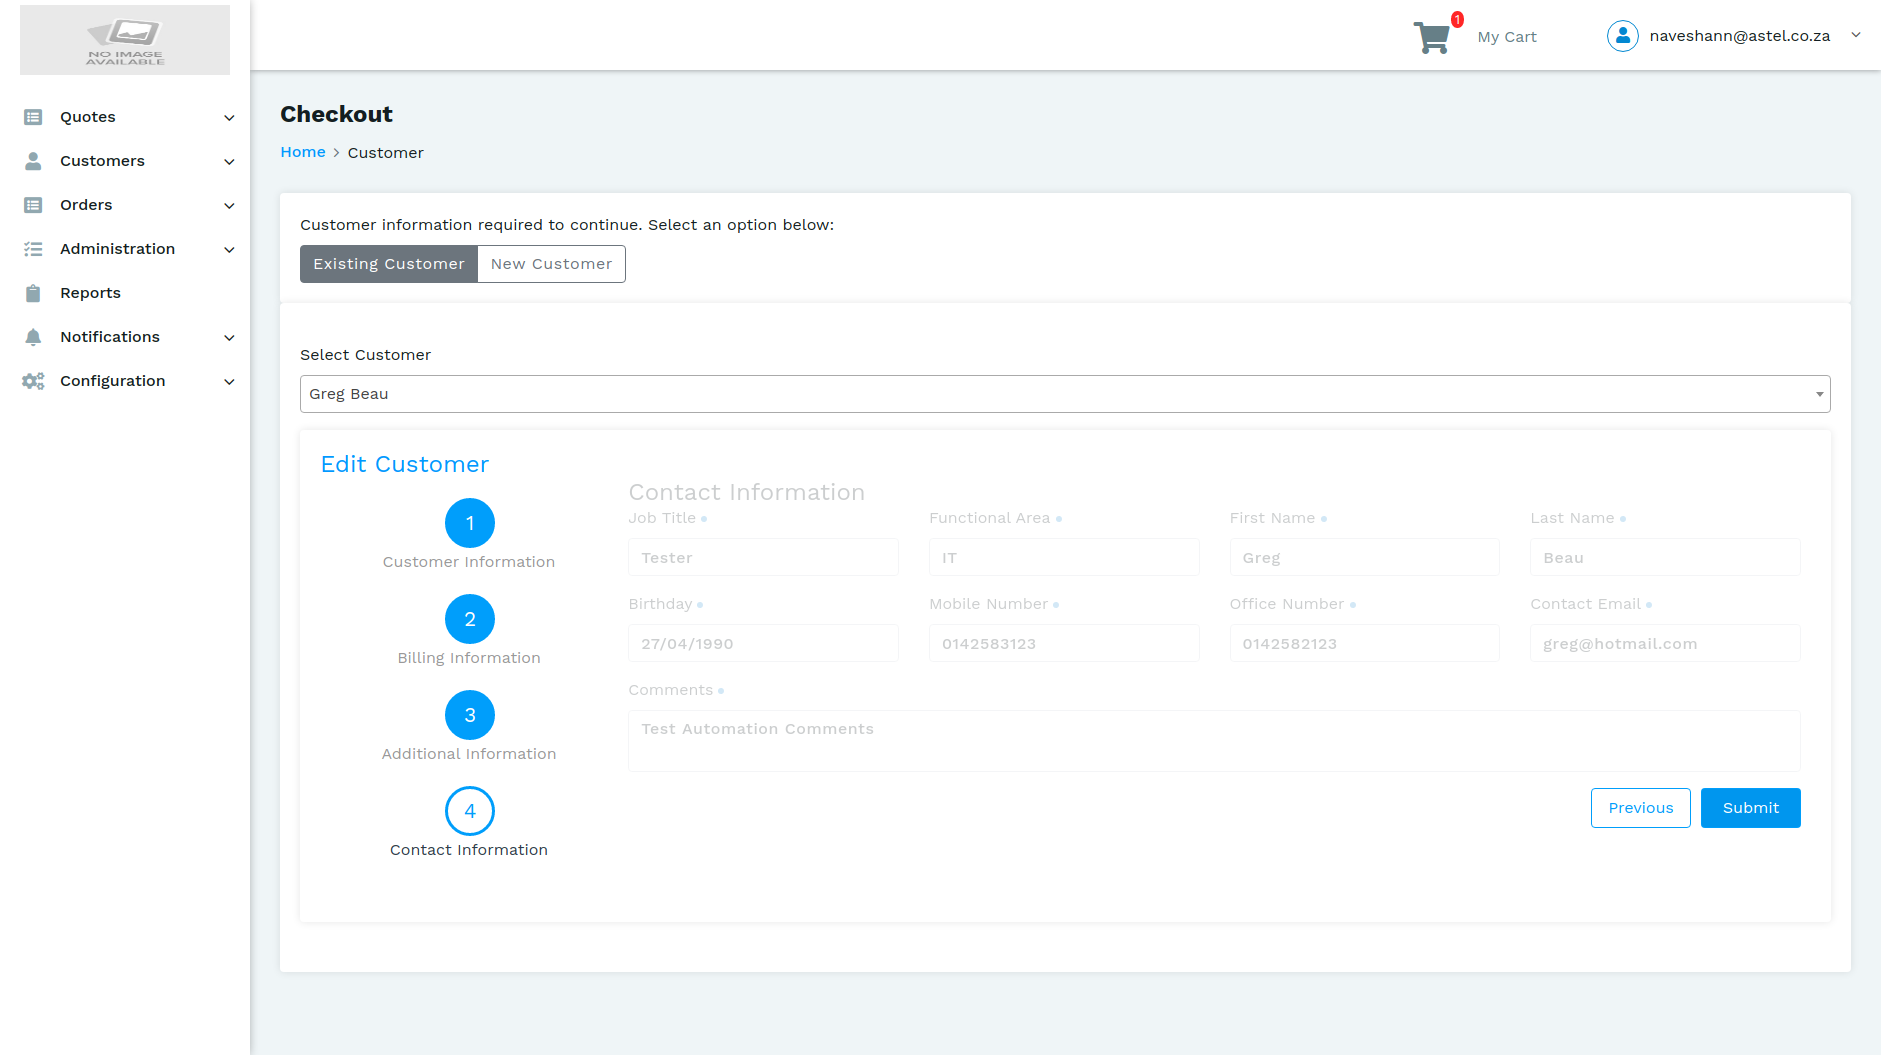 NO IMAGE
AVAILABLE
1
My Cart
naveshann@astel.co.za
Quotes
Customers
Orders
Administration
Reports
Notifications
Configuration
Checkout
Home > Customer
Customer information required to continue. Select an option below:
Existing Customer New Customer
Select Customer
Greg Beau
Edit Customer
1
Customer Information
2
Billing Information
3
Additional Information
4
Contact Information
Contact Information
Job Title Functional Area First Name Last Name
Tester IT Greg Beau
Birthday Mobile Number Office Number Contact Email
27/04/1990 0142583123 0142582123 greg@hotmail.com
Comments
Test Automation Comments
Previous Submit